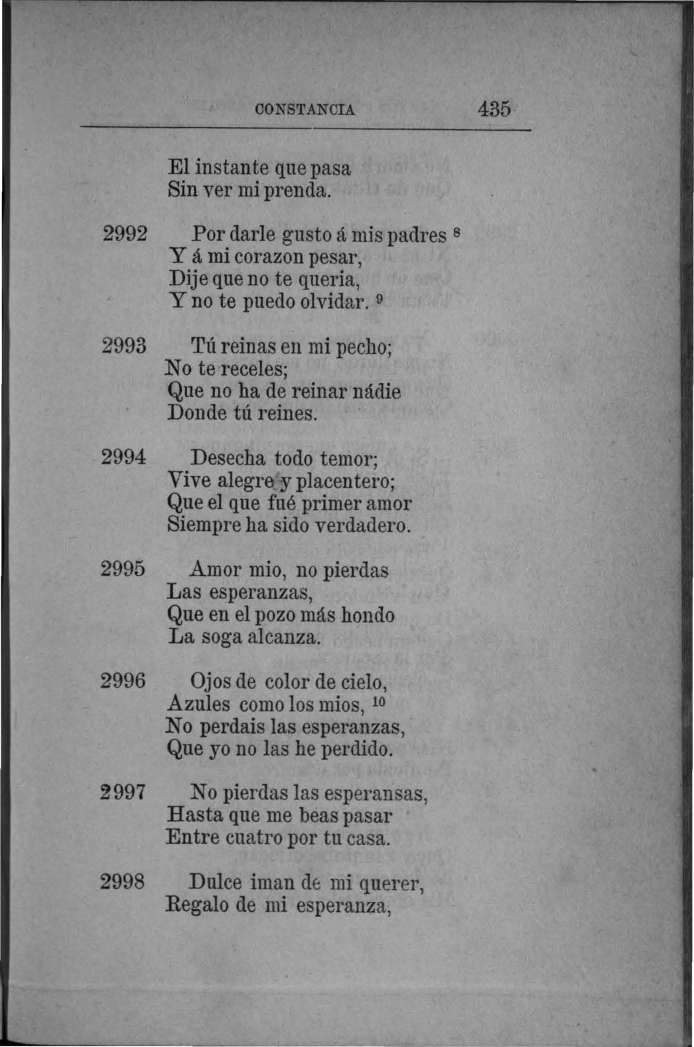 CONSTANCIA 435
El instante que pasa
Sin ver mi prenda.
2992 Por darle gusto á mis padres 8
Y á mi corazon pesar,
Dije que no te queria,
Y no te puedo olvidar. 9
2993 Tú reinas en mi pecho;
No te receles;
Que no ha de reinar nádie
Donde tú reines.
2994 Desecha todo temor;
Vive alegre y placentero;
Que el que fué primer amor
Siempre ha sido verdadero.
2995 Amor mio, no pierdas
Las esperanzas,
Que en el pozo más hondo
La soga alcanza.
2996 Ojos de color de cielo,
Azules como los mios, 10
No perdais las esperanzas,
Que yo no las he perdido.
2997 No pierdas las esperansas,
Hasta que me beas pasar
Entre cuatro por tu casa.
2998 Dulce iman de mi querer,
Regalo de mi esperanza,